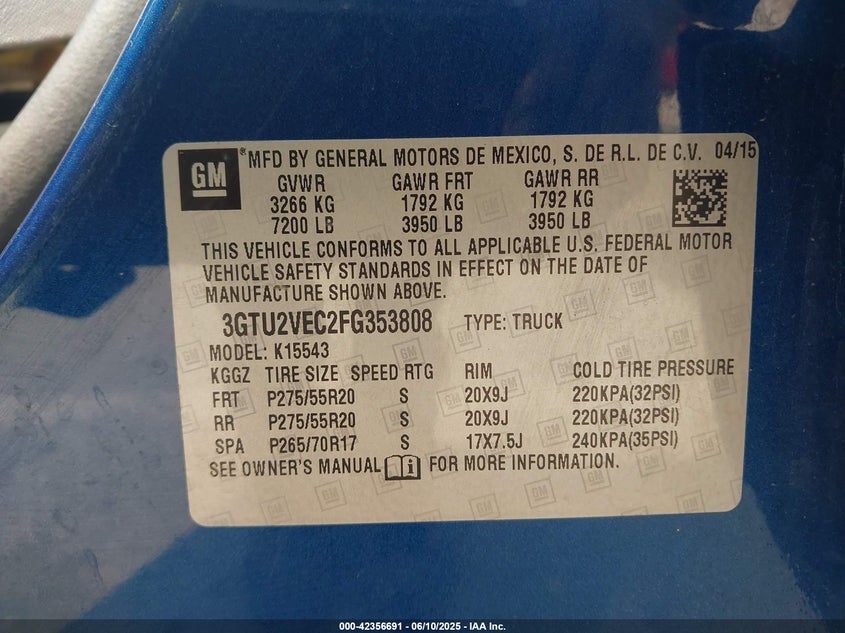 GM ® MFD BY GENERAL MOTORS DE MEXICO, S. DE R.L. DE C.V. 04/15
GVWR GAWR FRT GAWR RR
3266 KG 1792 KG 1792 KG
7200 LB 3950 LB 3950 LB
THIS VEHICLE CONFORMS TO ALL APPLICABLE U.S. FEDERAL MOTOR
VEHICLE SAFETY STANDARDS IN EFFECT ON THE DATE OF
MANUFACTURE SHOWN ABOVE.
3GTU2VEC2FG353808 TYPE: TRUCK
MODEL: K15543
KGGZ TIRE SIZE SPEED RTG RIM COLD TIRE PRESSURE
FRT P275/55R20 S 20X9J 220KPA(32PSI)
RR P275/55R20 S 20X9J 220KPA(32PSI)
SPA P265/70R17 S 17X7.5J 240KPA(35PSI)
SEE OWNER'S MANUAL FOR MORE INFORMATION.
000-42356691 - 06/10/2025 - IAA Inc.